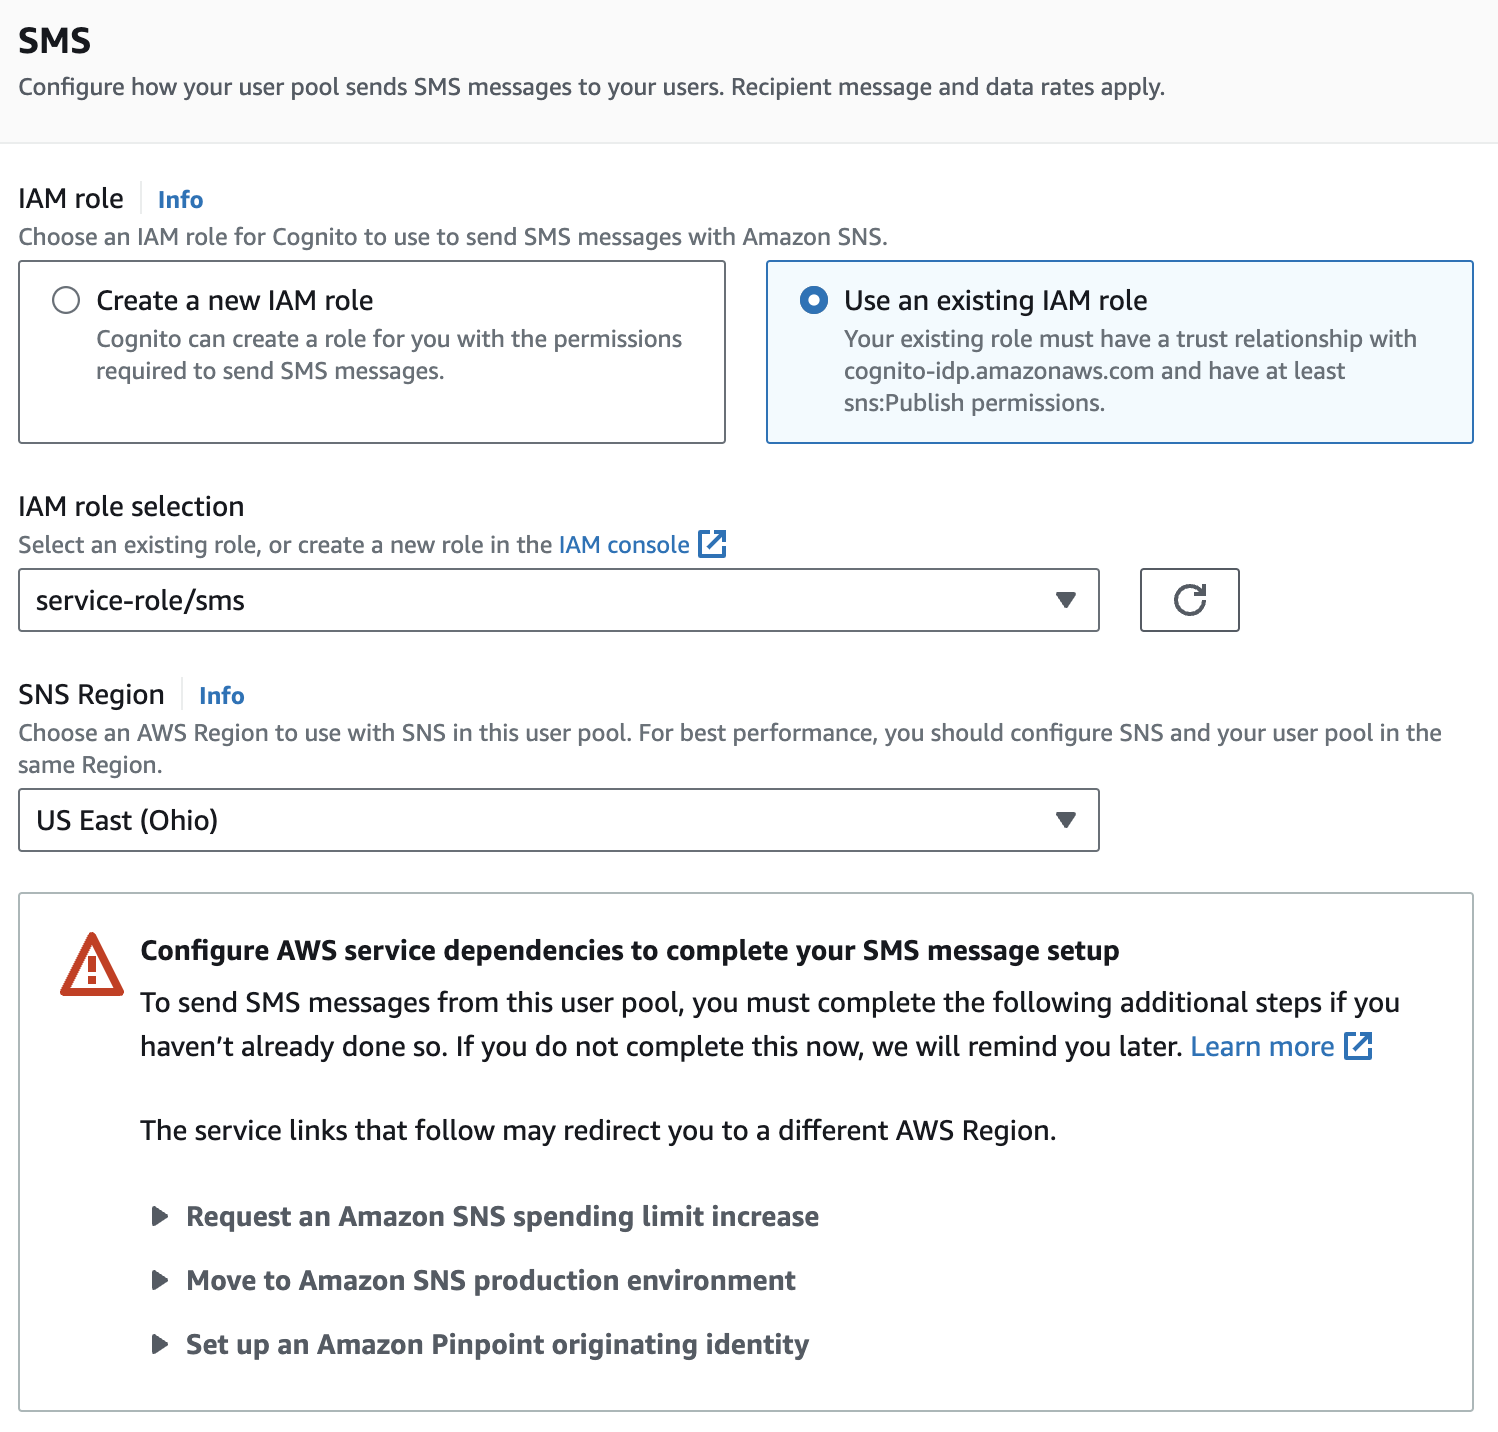 SMS
Configure how your user pool sends SMS messages to your users. Recipient message and data rates apply.
IAM role Info
Choose an IAM role for Cognito to use to send SMS messages with Amazon SNS.
Create a new IAM role
Cognito can create a role for you with the permissions
required to send SMS messages.
Use an existing IAM role
Your existing role must have a trust relationship with
cognito-idp.amazonaws.com and have at least
sns:Publish permissions.
IAM role selection
Select an existing role, or create a new role in the IAM console
service-role/sms
SNS Region Info
Choose an AWS Region to use with SNS in this user pool. For best performance, you should configure SNS and your user pool in the
same Region.
US East (Ohio)
Configure AWS service dependencies to complete your SMS message setup
To send SMS messages from this user pool, you must complete the following additional steps if you
haven’t already done so. If you do not complete this now, we will remind you later. Learn more
The service links that follow may redirect you to a different AWS Region.
Request an Amazon SNS spending limit increase
Move to Amazon SNS production environment
Set up an Amazon Pinpoint originating identity